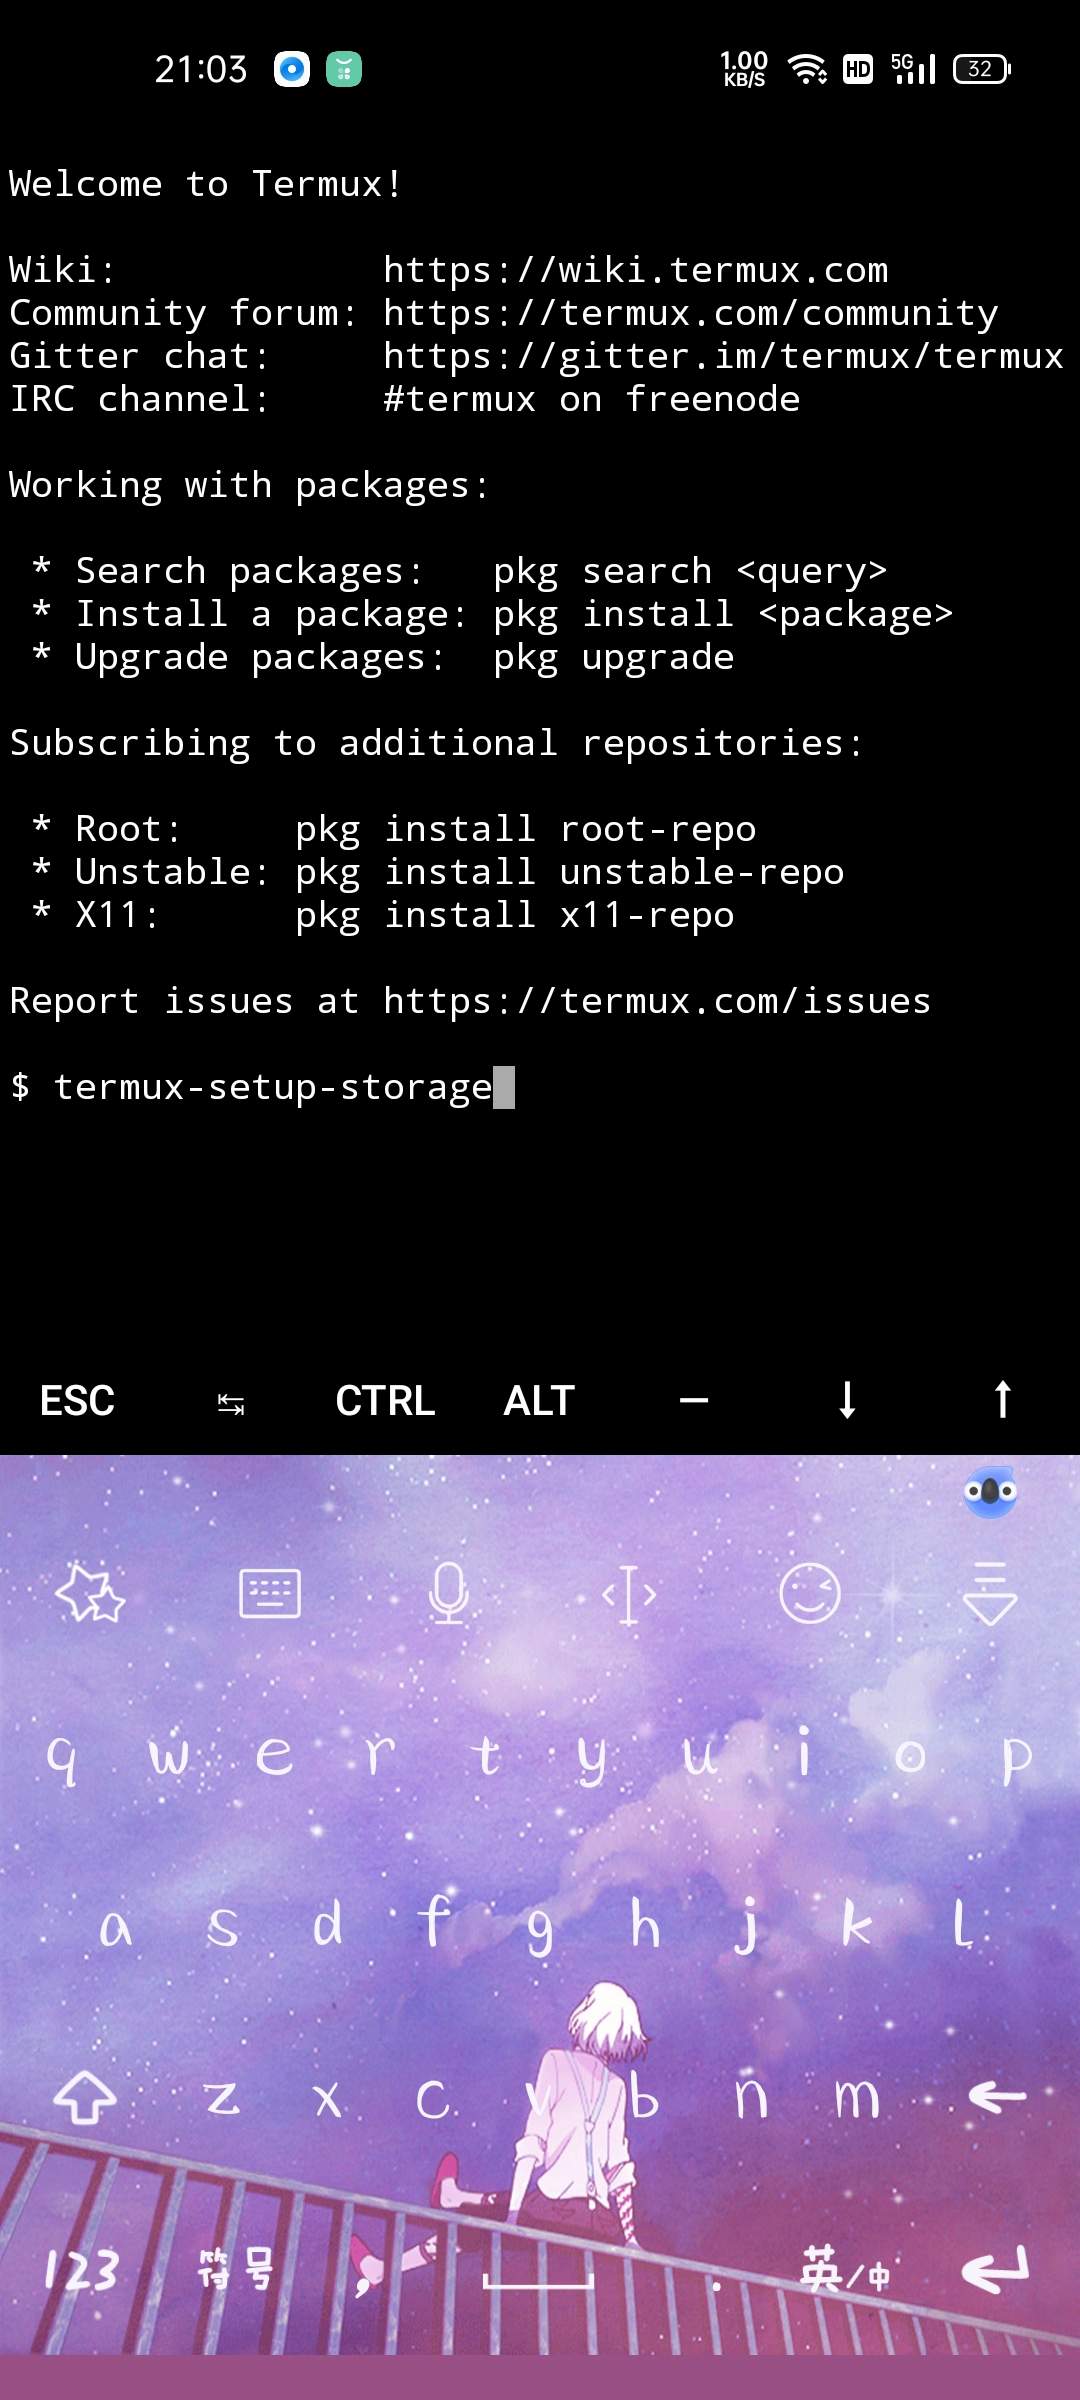 21:03 1.00 KB/S HD 5G 32
Welcome to Termux!
Wiki: https://wiki.termux.com
Community forum: https://termux.com/community
Gitter chat: https://gitter.im/termux/termux
IRC channel: #termux on freenode
Working with packages:
* Search packages: pkg search <query>
* Install a package: pkg install <package>
* Upgrade packages: pkg upgrade
Subscribing to additional repositories:
* Root: pkg install root-repo
* Unstable: pkg install unstable-repo
* X11: pkg install x11-repo
Report issues at https://termux.com/issues
$ termux-setup-storage
ESC ↹ CTRL ALT — ↓ ↑
q w e r t y u i o p
a s d f g h j k l
z x c v b n m
123 符号 , . 英/中